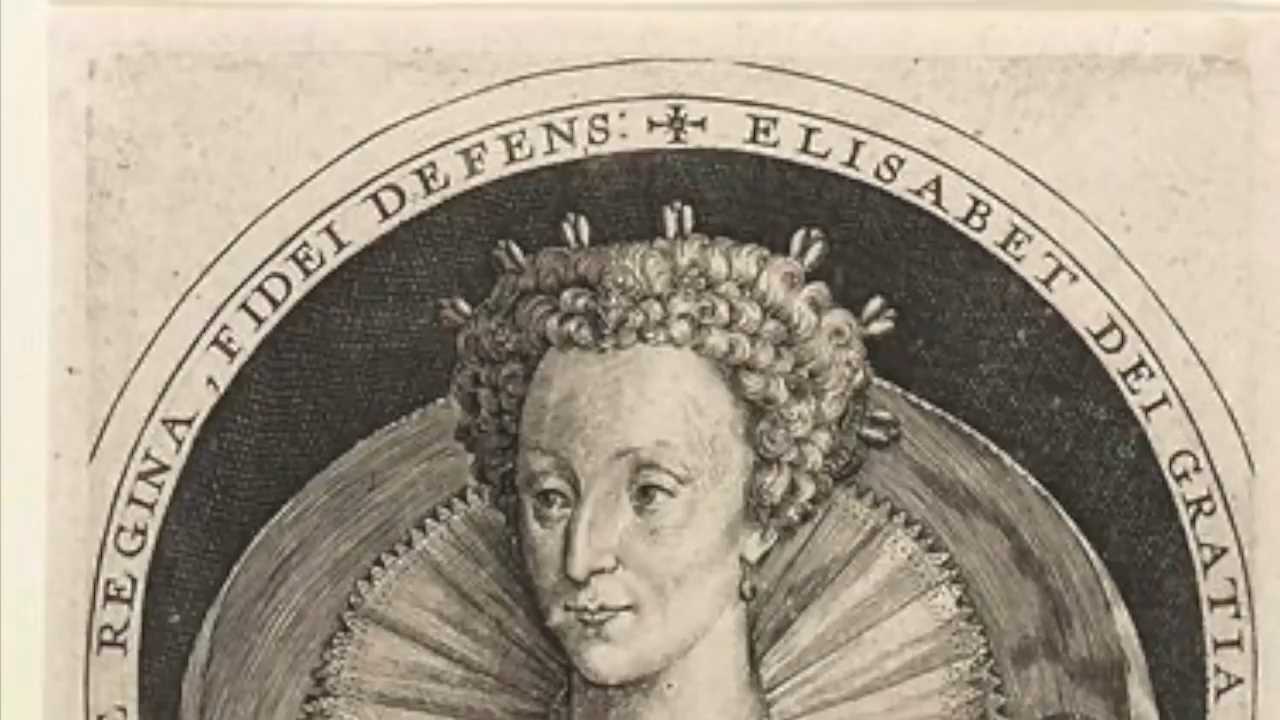 REGINA, FIDEI DEFENS: ✠ ELISABET DEI GRATIA